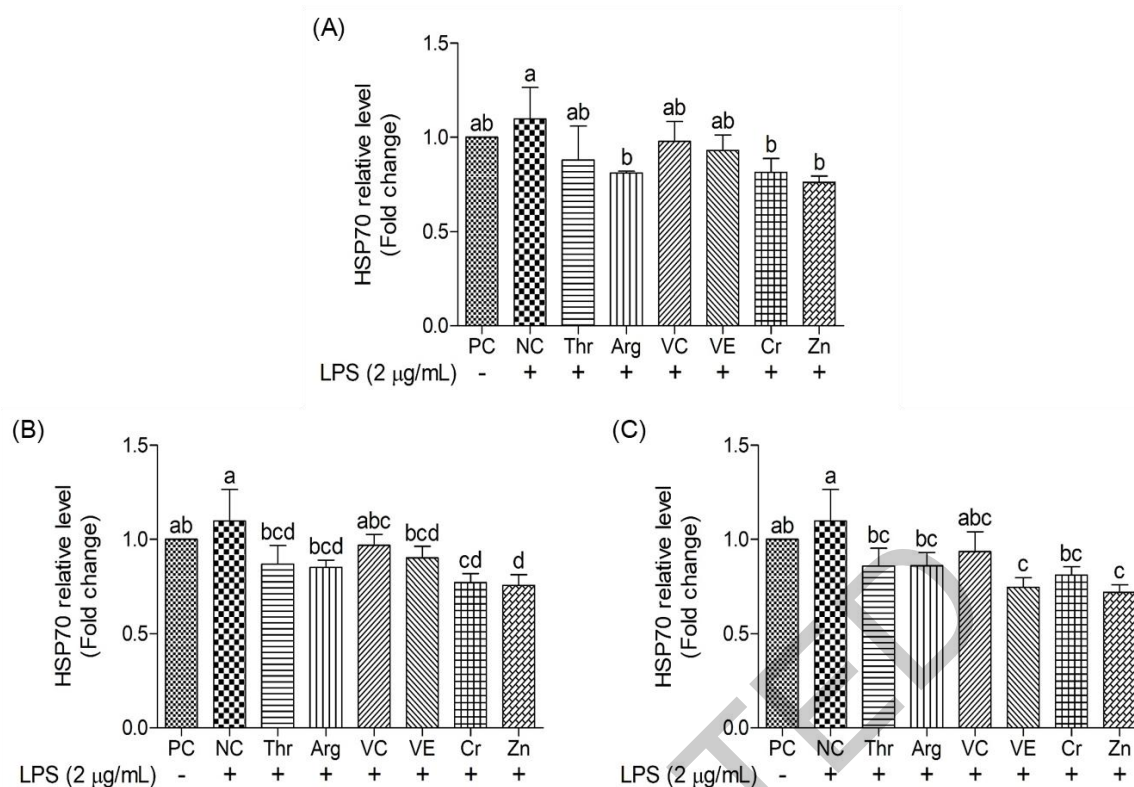 (A)
HSP70 relative level
(Fold change)
1.5
1.0
0.5
0.0
ab a ab b ab ab b b
PC NC Thr Arg VC VE Cr Zn
LPS (2 μg/mL) - + + + + + + +
(B)
HSP70 relative level
(Fold change)
1.5
1.0
0.5
0.0
ab a bcd bcd abc bcd cd d
PC NC Thr Arg VC VE Cr Zn
LPS (2 μg/mL) - + + + + + + +
(C)
HSP70 relative level
(Fold change)
1.5
1.0
0.5
0.0
ab a bc bc abc c bc c
PC NC Thr Arg VC VE Cr Zn
LPS (2 μg/mL) - + + + + + + +
TED